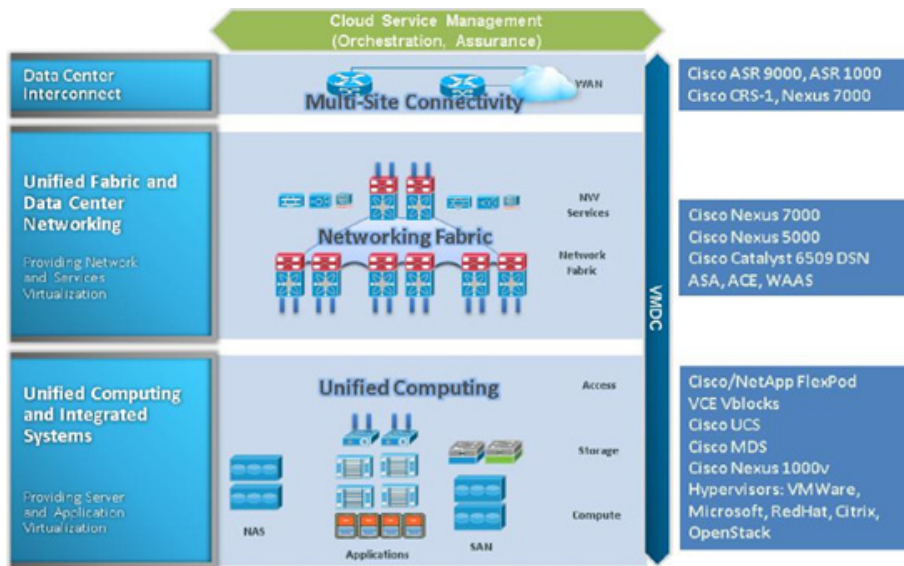 Cloud Service Management
(Orchestration, Assurance)
Data Center
Interconnect
Multi-Site Connectivity
WAN
Cisco ASR 9000, ASR 1000
Cisco CRS-1, Nexus 7000
Unified Fabric and
Data Center
Networking
Providing Network
and Services
Virtualization
NW
Services
Networking Fabric
Network
Fabric
Cisco Nexus 7000
Cisco Nexus 5000
Cisco Catalyst 6509 DSN
ASA, ACE, WAAS
VMDC
Unified Computing
and Integrated
Systems
Providing Server
and Application
Virtualization
Unified Computing
Access
Storage
Compute
NAS
Applications
SAN
Cisco/NetApp FlexPod
VCE Vblocks
Cisco UCS
Cisco MDS
Cisco Nexus 1000v
Hypervisors: VMWare,
Microsoft, RedHat, Citrix,
OpenStack